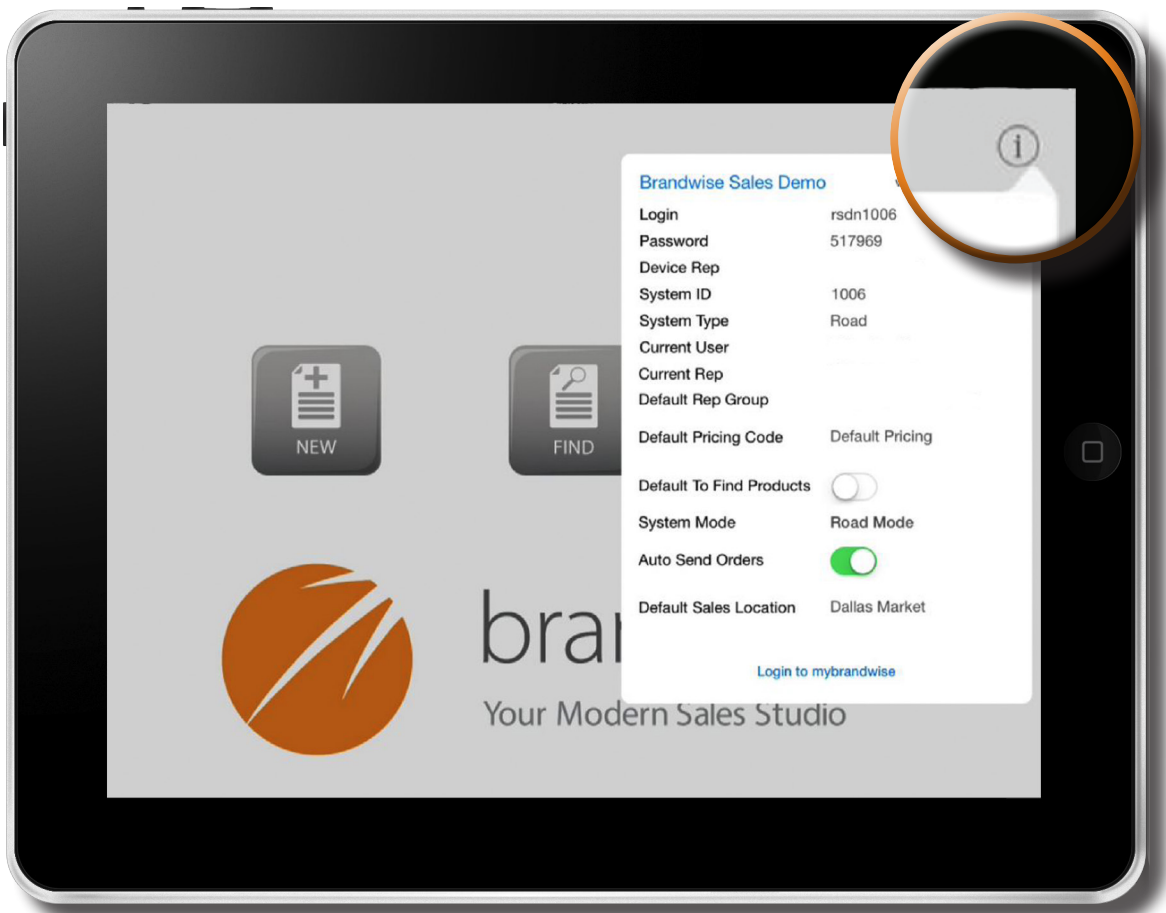 i
Brandwise Sales Demo
Login rsdn1006
Password 517969
Device Rep
System ID 1006
System Type Road
Current User
Current Rep
Default Rep Group
Default Pricing Code Default Pricing
Default To Find Products
System Mode Road Mode
Auto Send Orders
Default Sales Location Dallas Market
Login to mybrandwise
NEW
FIND
Your Modern Sales Studio